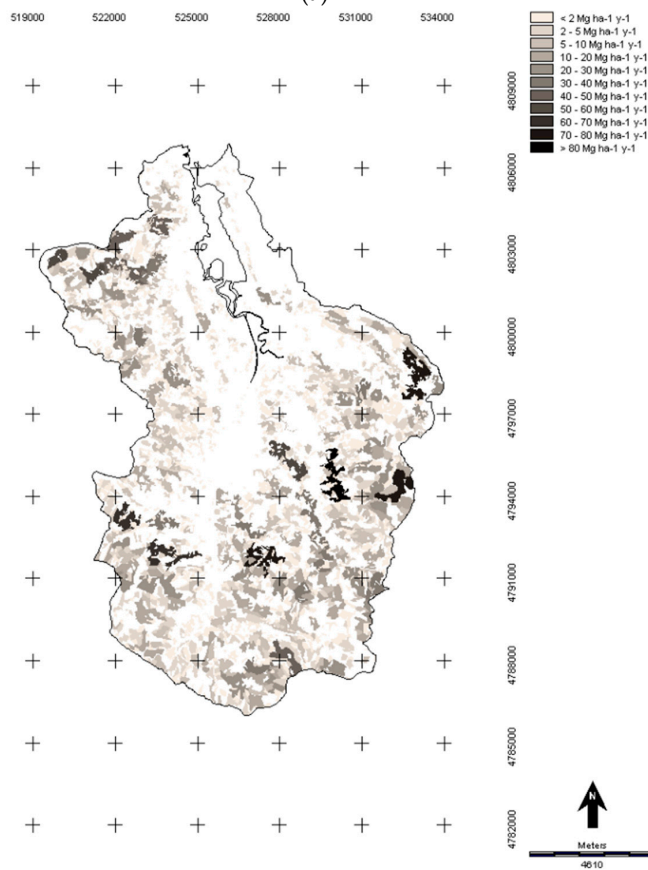 519000 522000 525000 528000 531000 534000
< 2 Mg ha-1 y-1
2 - 5 Mg ha-1 y-1
5 - 10 Mg ha-1 y-1
10 - 20 Mg ha-1 y-1
20 - 30 Mg ha-1 y-1
30 - 40 Mg ha-1 y-1
40 - 50 Mg ha-1 y-1
50 - 60 Mg ha-1 y-1
60 - 70 Mg ha-1 y-1
70 - 80 Mg ha-1 y-1
> 80 Mg ha-1 y-1
4809000
4806000
4803000
4800000
4797000
4794000
4791000
4788000
4785000
4782000
N
Meters
4610